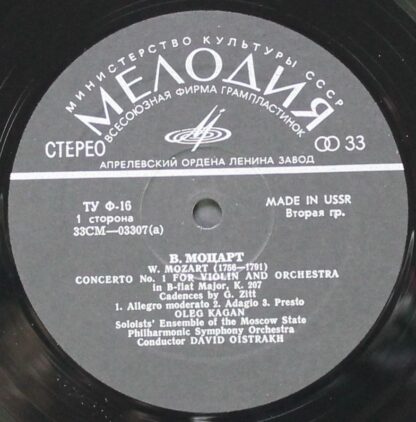 МИНИСТЕРСТВО КУЛЬТУРЫ СССР
МЕЛОДИЯ
ВСЕСОЮЗНАЯ ФИРМА ГРАМПЛАСТИНОК
СТЕРЕО
33
АПРЕЛЕВСКИЙ ОРДЕНА ЛЕНИНА ЗАВОД
ТУ Ф-16
1 сторона
33СМ—03307(а)
MADE IN USSR
Вторая гр.
В. МОЦАРТ
W. MOZART (1756—1791)
CONCERTO No. 1 FOR VIOLIN AND ORCHESTRA
in B-flat Major, K. 207
Cadences by G. Zitt
1. Allegro moderato 2. Adagio 3. Presto
OLEG KAGAN
Soloists' Ensemble of the Moscow State
Philharmonic Symphony Orchestra
Conductor DAVID OISTRAKH